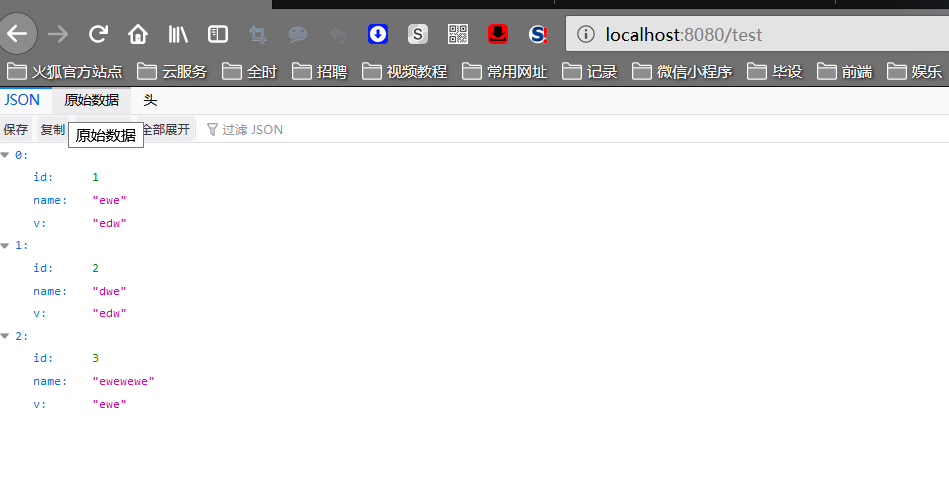 localhost:8080/test
火狐官方站点 云服务 全时 招聘 视频教程 常用网址 记录 微信小程序 毕设 前端 娱乐
JSON 原始数据 头
保存 复制 全部展开 过滤 JSON
原始数据
0:
id: 1
name: "ewe"
v: "edw"
1:
id: 2
name: "dwe"
v: "edw"
2:
id: 3
name: "ewewewe"
v: "ewe"